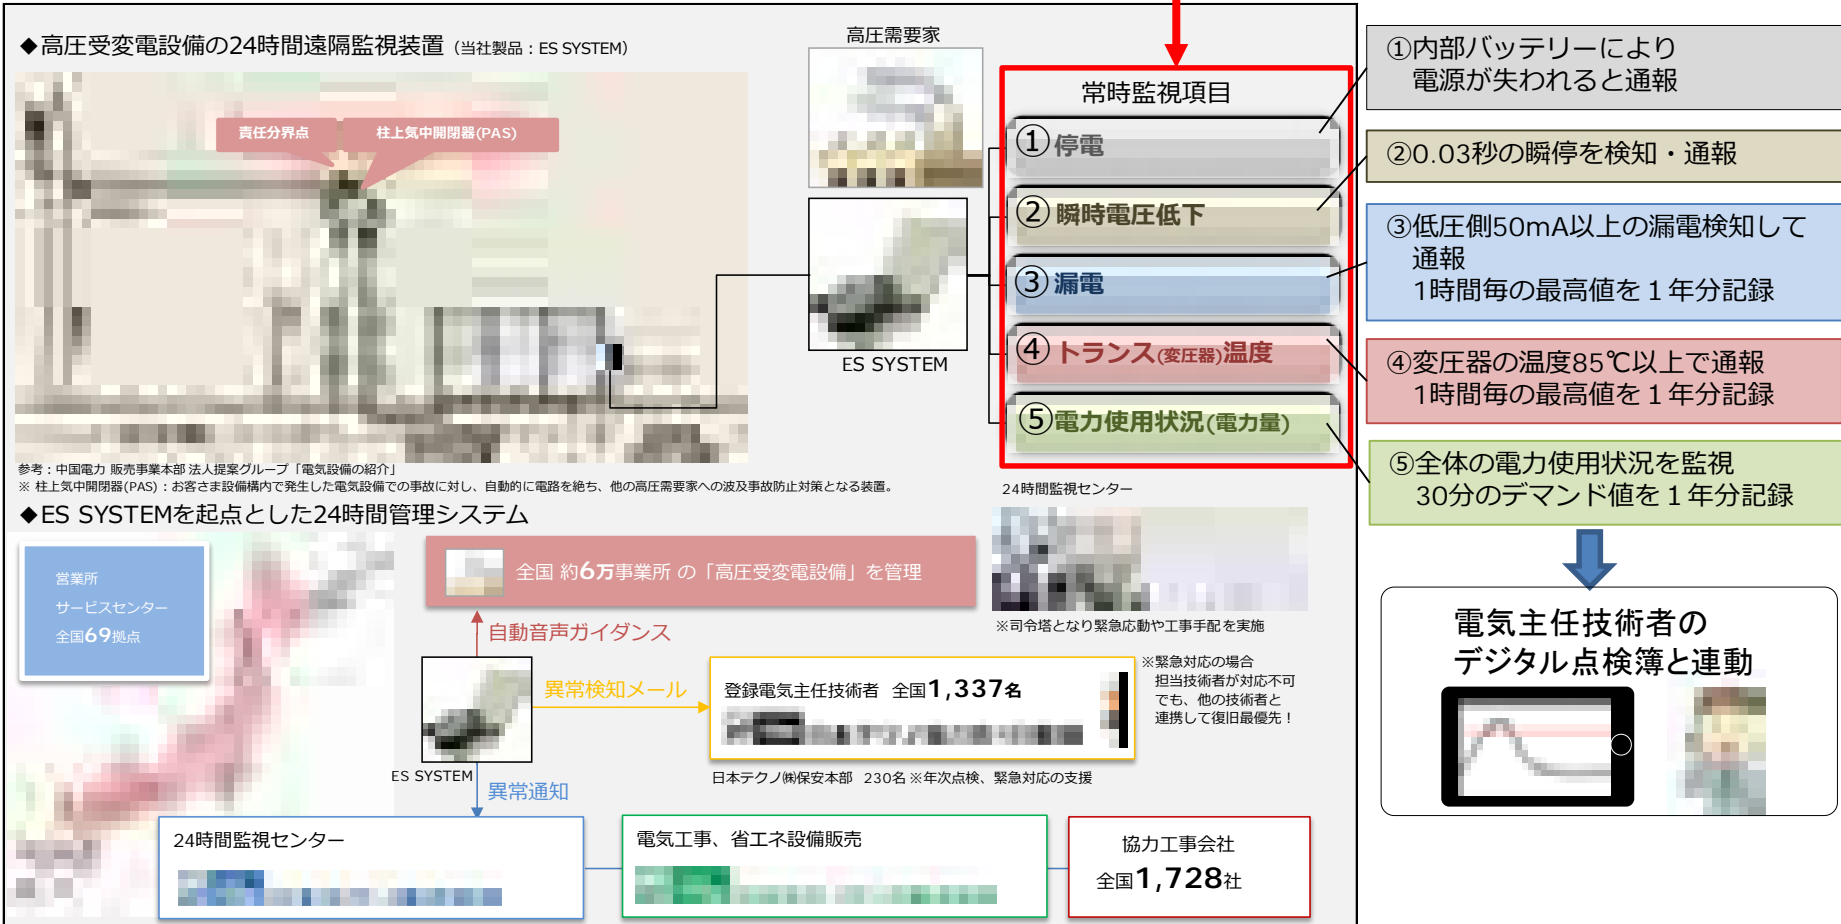 ◆高圧受変電設備の24時間遠隔監視装置（当社製品：ES SYSTEM）
責任分界点
柱上気中開閉器(PAS)
高圧需要家
ES SYSTEM
常時監視項目
①停電
②瞬時電圧低下
③漏電
④トランス(変圧器)温度
⑤電力使用状況(電力量)
①内部バッテリーにより
電源が失われると通報
②0.03秒の瞬停を検知・通報
③低圧側50mA以上の漏電検知して
通報
1時間毎の最高値を１年分記録
④変圧器の温度85℃以上で通報
1時間毎の最高値を１年分記録
⑤全体の電力使用状況を監視
30分のデマンド値を１年分記録
電気主任技術者の
デジタル点検簿と連動
参考：中国電力 販売事業本部 法人提案グループ「電気設備の紹介」
※ 柱上気中開閉器(PAS)：お客さま設備構内で発生した電気設備での事故に対し、自動的に電路を絶ち、他の高圧需要家への波及事故防止対策となる装置。
◆ES SYSTEMを起点とした24時間管理システム
営業所
サービスセンター
全国69拠点
全国 約6万事業所 の「高圧受変電設備」を管理
24時間監視センター
※司令塔となり緊急応動や工事手配を実施
自動音声ガイダンス
異常検知メール
登録電気主任技術者 全国1,337名
※緊急対応の場合
担当技術者が対応不可
でも、他の技術者と
連携して復旧最優先！
日本テクノ㈱保安本部 230名 ※年次点検、緊急対応の支援
ES SYSTEM
異常通知
24時間監視センター
電気工事、省エネ設備販売
協力工事会社
全国1,728社